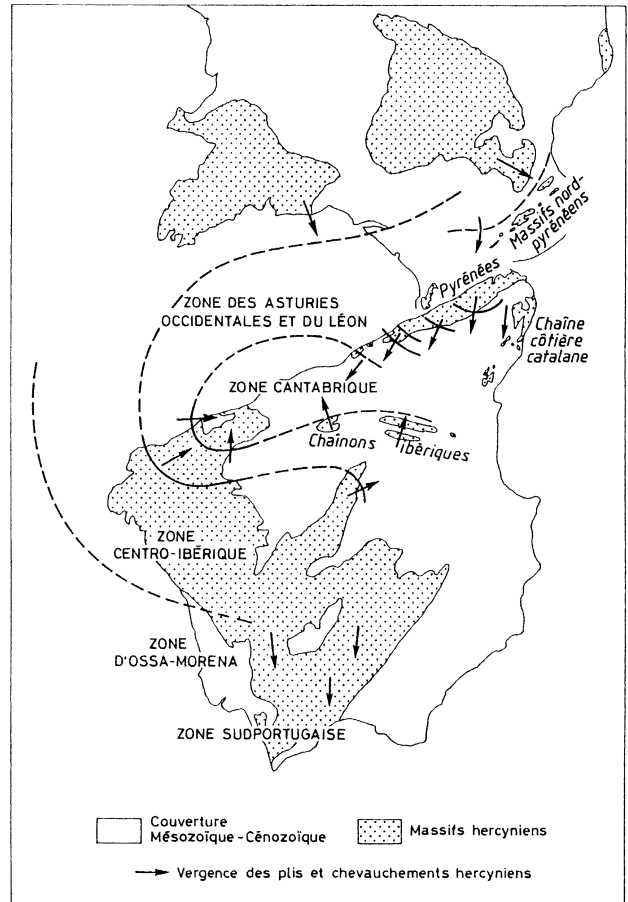 Massifs nord-
pyrénéens
Pyrénées
ZONE DES ASTURIES
OCCIDENTALES ET DU LÉON
Chaîne
côtière
catalane
ZONE CANTABRIQUE
Chaînons
ibériques
ZONE
CENTRO-IBÉRIQUE
ZONE
D'OSSA-MORENA
ZONE SUDPORTUGAISE
Couverture
Mésozoïque-Cénozoïque
Massifs hercyniens
Vergence des plis et chevauchements hercyniens